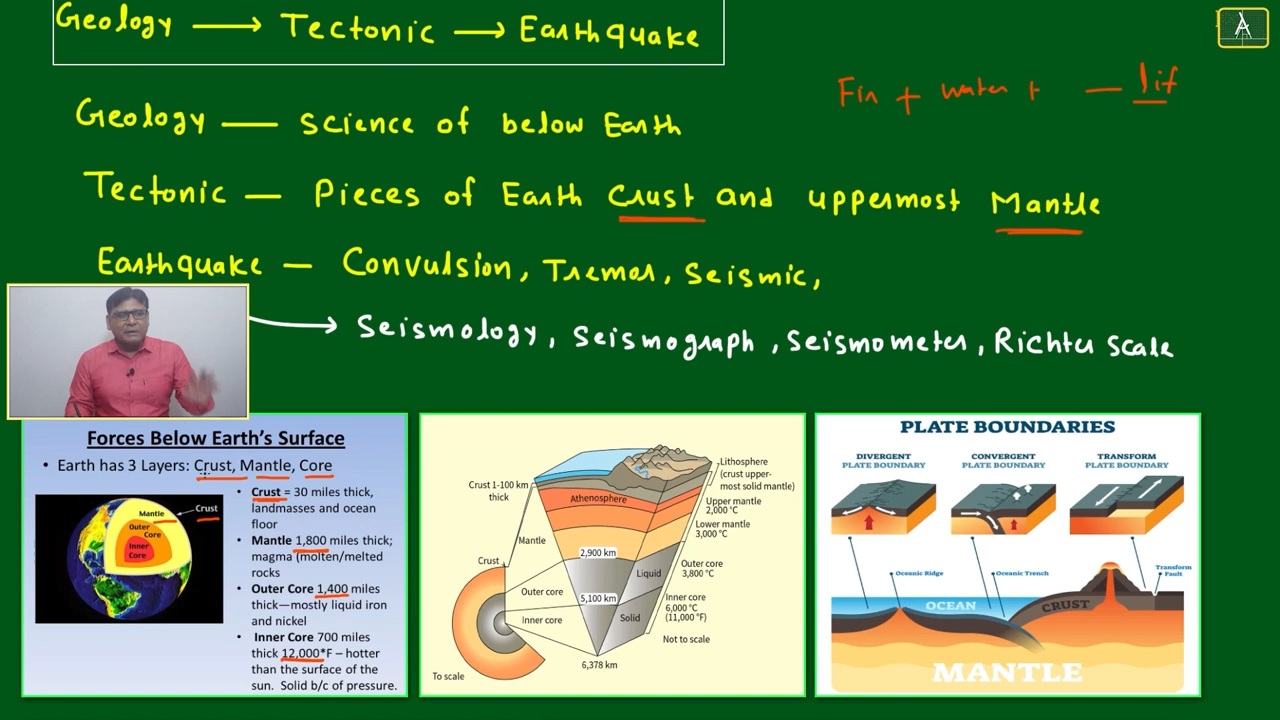 Geology → Tectonic → Earthquake
+ water + — lif
Geology — science of below Earth
Tectonic — Pieces of Earth Crust and uppermost Mantle
Earthquake — Convulsion, Tremor, Seismic,
→ Seismology, Seismograph, Seismometer, Richter Scale
Forces Below Earth's Surface
• Earth has 3 Layers: Crust, Mantle, Core
Mantle
Crust
Outer
Core
Inner
Core
• Crust = 30 miles thick,
landmasses and ocean
floor
• Mantle 1,800 miles thick;
magma (molten/melted
rocks
• Outer Core 1,400 miles
thick—mostly liquid iron
and nickel
• Inner Core 700 miles
thick 12,000*F – hotter
than the surface of the
sun. Solid b/c of pressure.
Crust 1-100 km
thick
Athenosphere
Lithosphere
(crust upper-
most solid mantle)
Upper mantle
2,000 °C
Lower mantle
3,000 °C
Mantle
2,900 km
Crust
Liquid
Outer core
3,800 °C
Outer core
5,100 km
Inner core
6,000 °C
(11,000 °F)
Inner core
Solid
Not to scale
6,378 km
To scale
PLATE BOUNDARIES
DIVERGENT
PLATE BOUNDARY
CONVERGENT
PLATE BOUNDARY
TRANSFORM
PLATE BOUNDARY
Oceanic Ridge
Oceanic Trench
Transform
Fault
OCEAN
CRUST
MANTLE